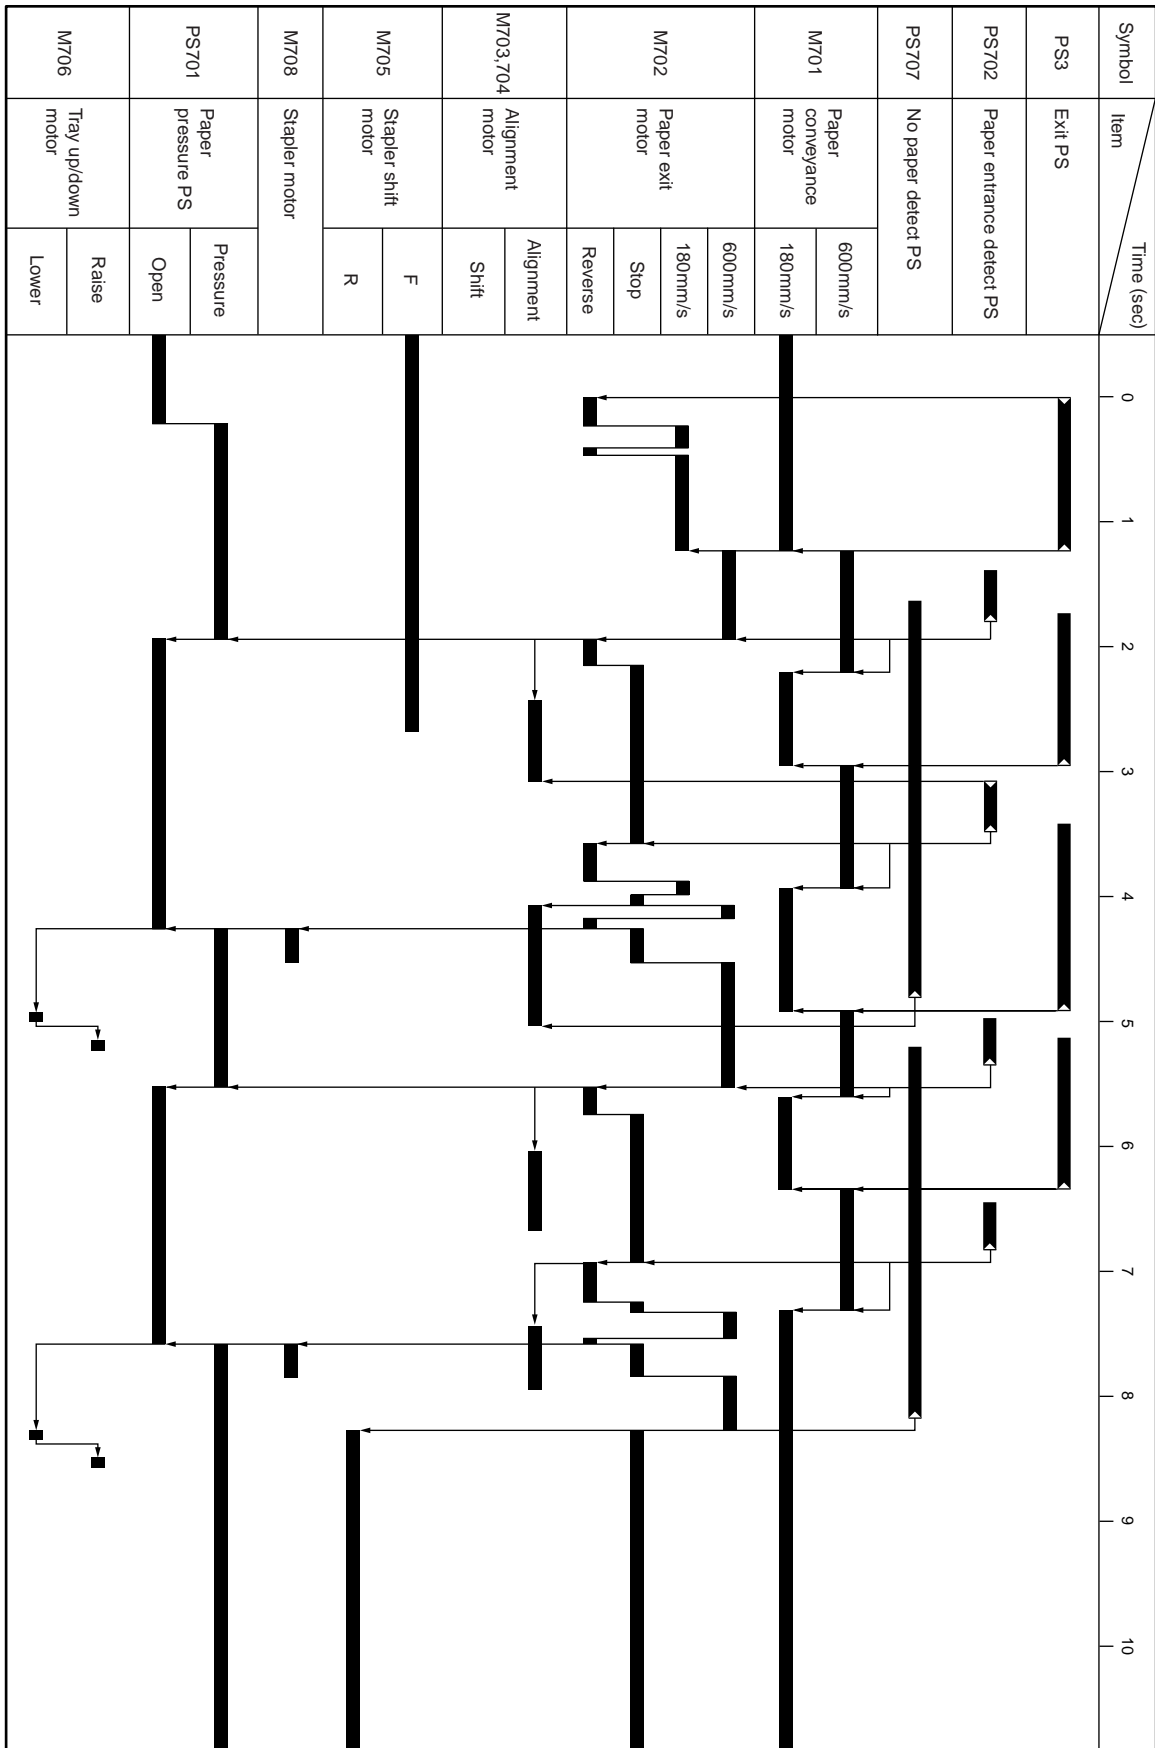 Symbol
Item
Time (sec)
0
1
2
3
4
5
6
7
8
9
10
PS3
Exit PS
PS702
Paper entrance detect PS
PS707
No paper detect PS
M701
Paper
conveyance
motor
600mm/s
180mm/s
M702
Paper exit
motor
600mm/s
180mm/s
Stop
Reverse
M703,704
Alignment
motor
Alignment
Shift
M705
Stapler shift
motor
F
R
M708
Stapler motor
PS701
Paper
pressure PS
Pressure
Open
M706
Tray up/down
motor
Raise
Lower